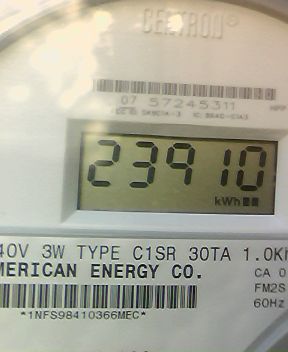 CENTRON®
07 57245311
23910
kWh
40V 3W TYPE C1SR 30TA 1.0Kh
MERICAN ENERGY CO.
CA 0
FM2S
60Hz
*1NFS98410366MEC*